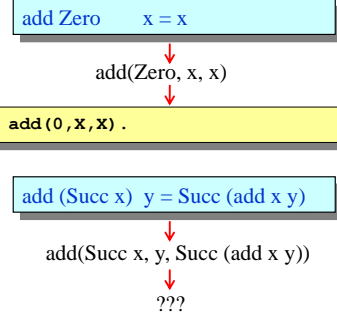 add Zero x = x
add(Zero, x, x)
add(0,X,X).
add (Succ x) y = Succ (add x y)
add(Succ x, y, Succ (add x y))
???